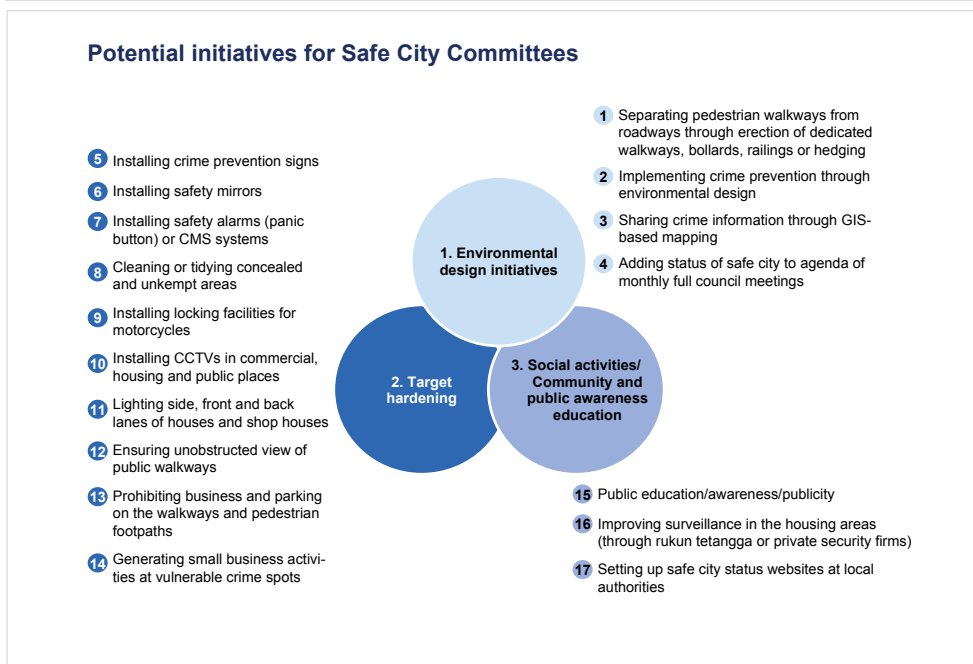 Potential initiatives for Safe City Committees
1 Separating pedestrian walkways from
roadways through erection of dedicated
walkways, bollards, railings or hedging
2 Implementing crime prevention through
environmental design
3 Sharing crime information through GIS-
based mapping
4 Adding status of safe city to agenda of
monthly full council meetings
5 Installing crime prevention signs
6 Installing safety mirrors
7 Installing safety alarms (panic
button) or CMS systems
8 Cleaning or tidying concealed
and unkempt areas
9 Installing locking facilities for
motorcycles
10 Installing CCTVs in commercial,
housing and public places
11 Lighting side, front and back
lanes of houses and shop houses
12 Ensuring unobstructed view of
public walkways
13 Prohibiting business and parking
on the walkways and pedestrian
footpaths
14 Generating small business activi-
ties at vulnerable crime spots
1. Environmental
design initiatives
2. Target
hardening
3. Social activities/
Community and
public awareness
education
15 Public education/awareness/publicity
16 Improving surveillance in the housing areas
(through rukun tetangga or private security firms)
17 Setting up safe city status websites at local
authorities